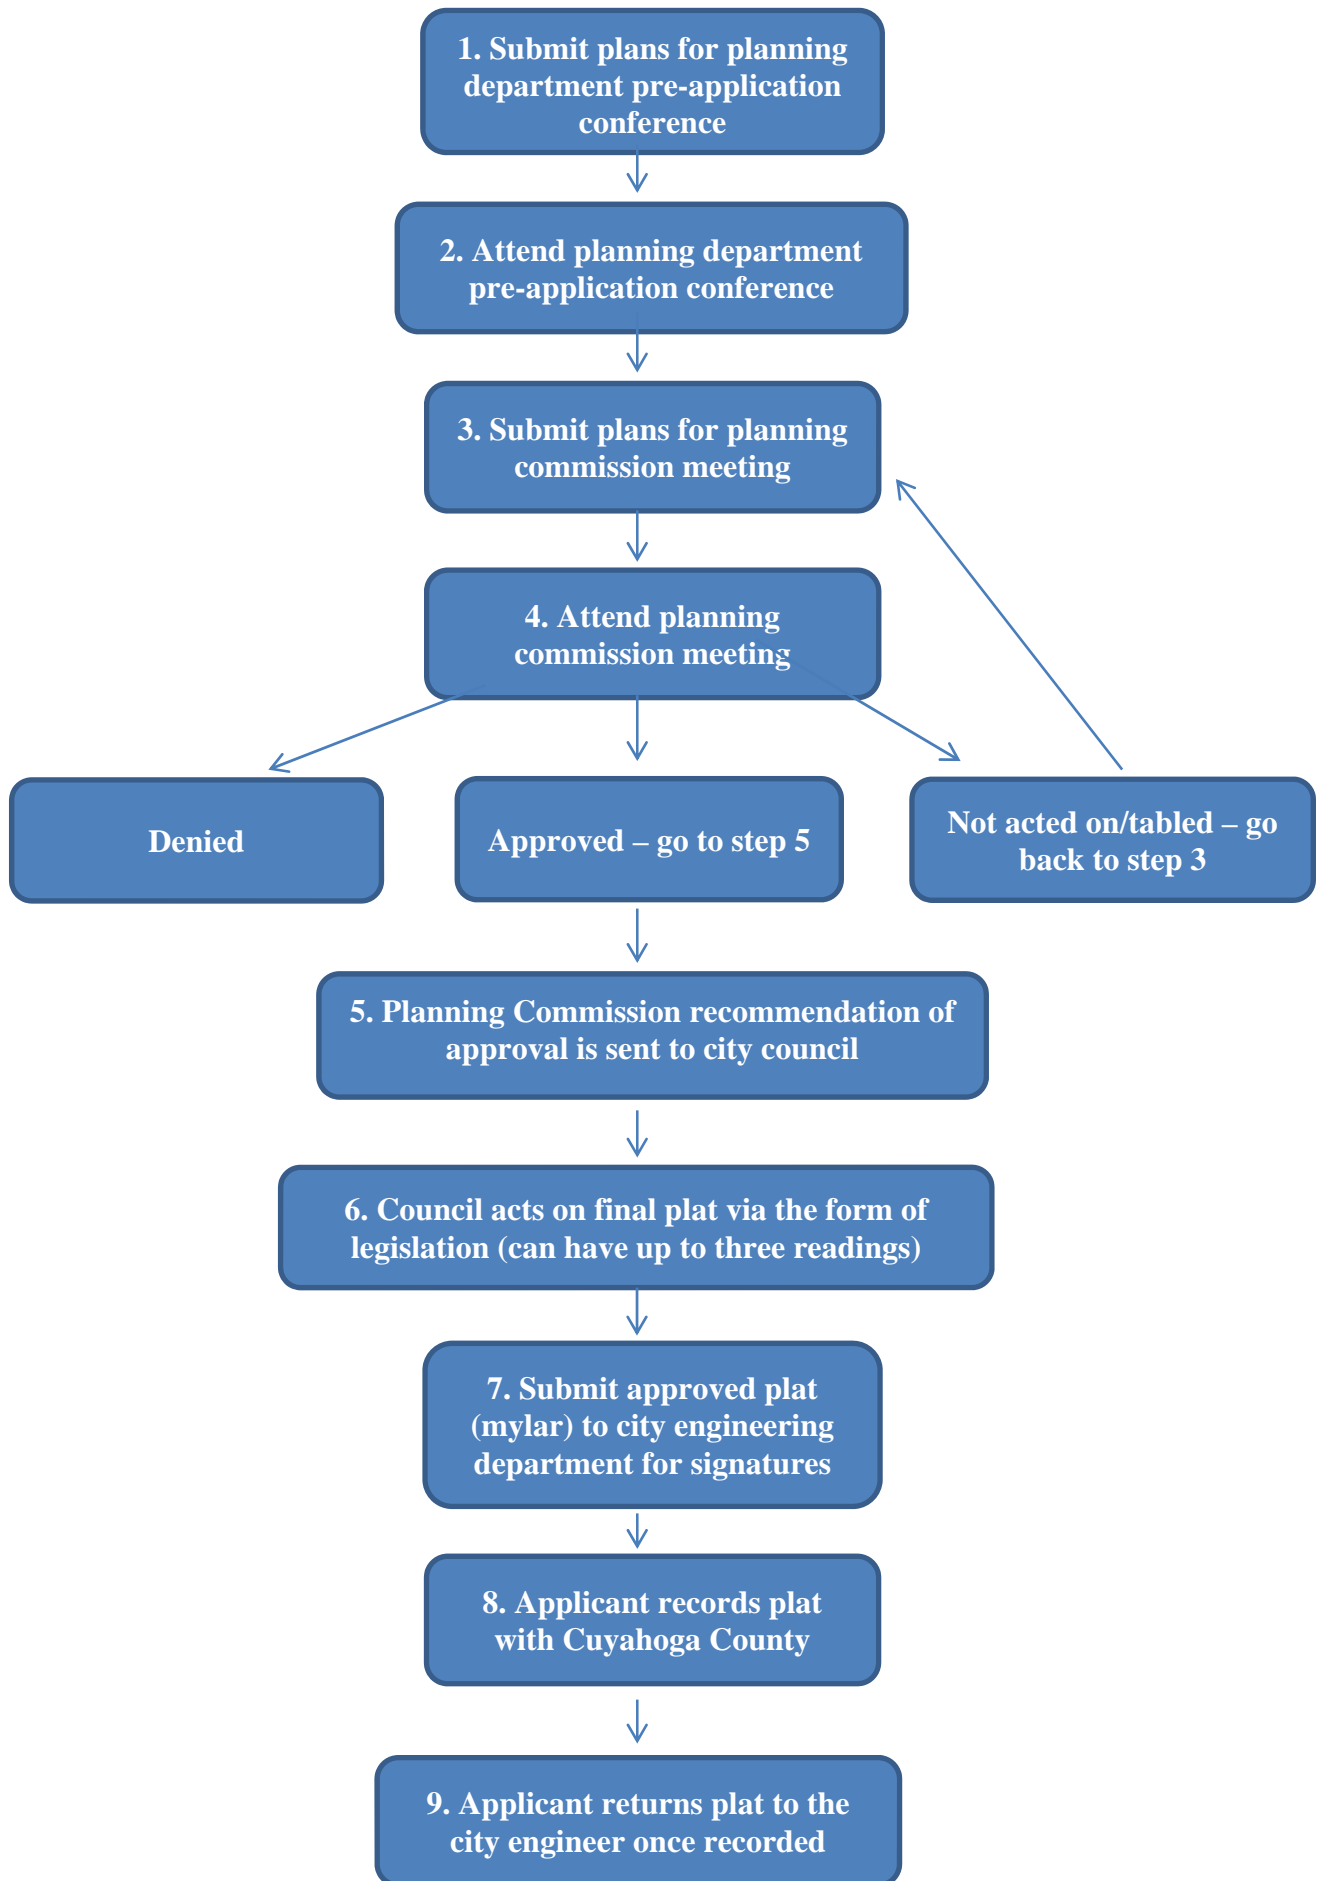 1. Submit plans for planning
department pre-application
conference
2. Attend planning department
pre-application conference
3. Submit plans for planning
commission meeting
4. Attend planning
commission meeting
Denied
Approved – go to step 5
Not acted on/tabled – go
back to step 3
5. Planning Commission recommendation of
approval is sent to city council
6. Council acts on final plat via the form of
legislation (can have up to three readings)
7. Submit approved plat
(mylar) to city engineering
department for signatures
8. Applicant records plat
with Cuyahoga County
9. Applicant returns plat to the
city engineer once recorded